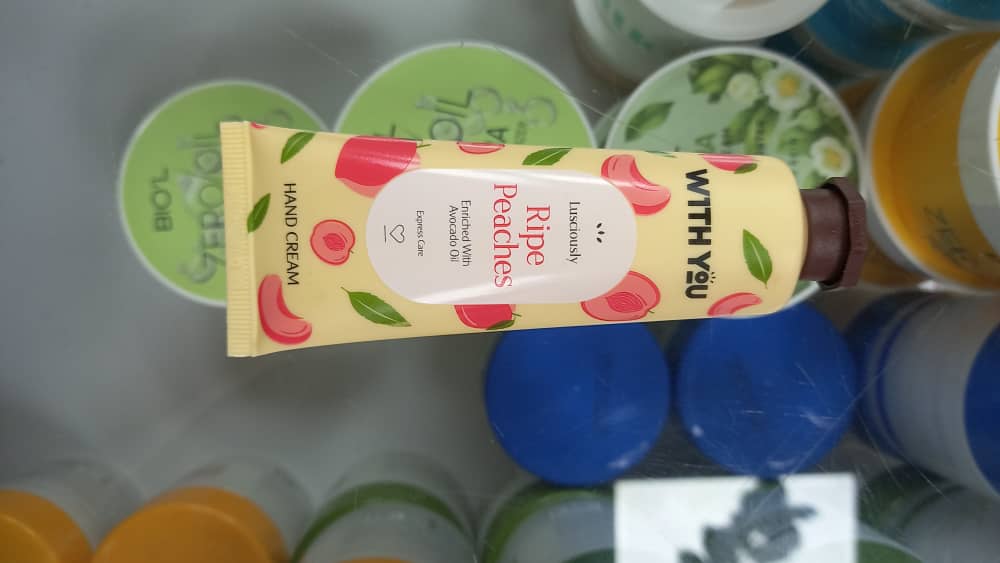 WITH YOU
Lusciously
Ripe
Peaches
Enriched With
Avocado Oil
Express Care
HAND CREAM
BIOL